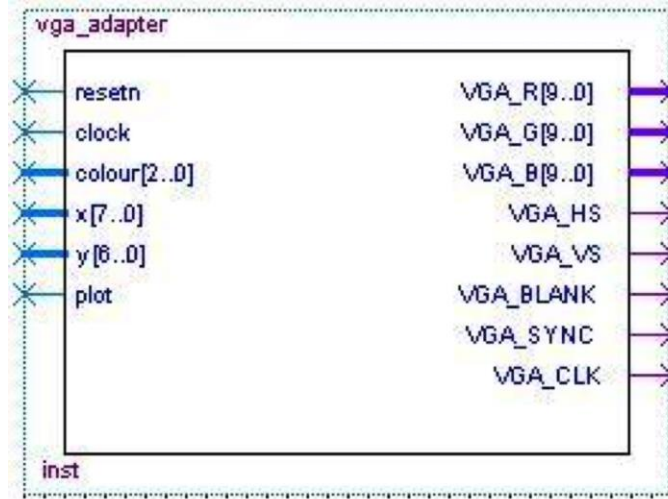 vga_adapter
resetn VGA_R[9..0]
clock VGA_G[9..0]
colour[2..0] VGA_B[9..0]
x[7..0] VGA_HS
y[6..0] VGA_VS
plot VGA_BLANK
VGA_SYNC
VGA_CLK
inst